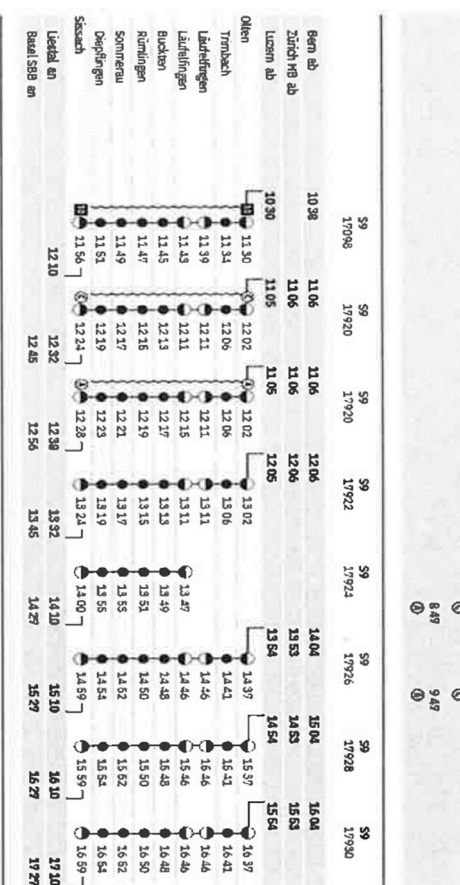 8 49 9 49
Ⓐ Ⓐ
S9 S9 S9 S9 S9 S9 S9 S9
17098 17920 17920 17922 17924 17926 17928 17930
Bern ab 10 38 11 06 11 06 12 06 14 04 15 04 16 04
Zürich HB ab 11 06 11 06 12 06 13 53 14 53 15 53
Luzern ab 10 30 11 05 11 05 12 05 13 54 14 54 15 54
Olten 11 30 12 02 12 02 13 02 14 37 15 37 16 37
Trimbach 11 34 12 06 12 06 13 06 14 41 15 41 16 41
Läufelfingen 11 39 12 11 12 11 13 11 14 46 15 46 16 46
Läufelfingen 11 43 12 11 12 15 13 11 13 47 14 46 15 46 16 46
Buckten 11 45 12 13 12 17 13 13 13 49 14 48 15 48 16 48
Rümlingen 11 47 12 15 12 19 13 15 13 51 14 50 15 50 16 50
Sommerau 11 49 12 17 12 21 13 17 13 53 14 52 15 52 16 52
Diepflingen 11 51 12 19 12 23 13 19 13 55 14 54 15 54 16 54
Sissach 11 56 12 24 12 28 13 24 14 00 14 59 15 59 16 59
Liestal an 12 10 12 32 12 38 13 32 14 10 15 10 16 10 17 10
Basel SBB an 12 45 12 56 13 45 14 27 15 27 16 27 17 27